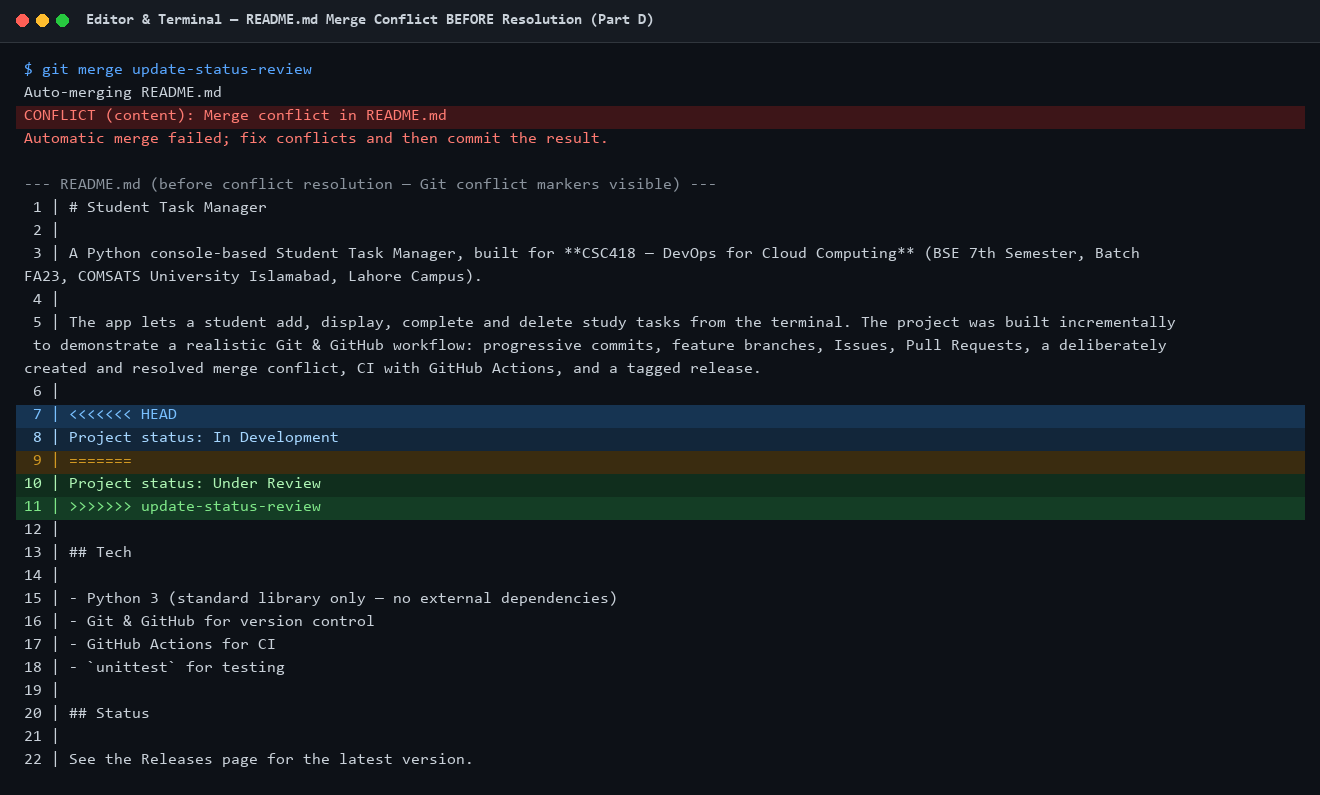 Editor & Terminal — README.md Merge Conflict BEFORE Resolution (Part D)
$ git merge update-status-review
Auto-merging README.md
CONFLICT (content): Merge conflict in README.md
Automatic merge failed; fix conflicts and then commit the result.
--- README.md (before conflict resolution — Git conflict markers visible) ---
1 │ # Student Task Manager
2 │
3 │ A Python console-based Student Task Manager, built for **CSC418 — DevOps for Cloud Computing** (BSE 7th Semester, Batch
FA23, COMSATS University Islamabad, Lahore Campus).
4 │
5 │ The app lets a student add, display, complete and delete study tasks from the terminal. The project was built incrementally
to demonstrate a realistic Git & GitHub workflow: progressive commits, feature branches, Issues, Pull Requests, a deliberately
created and resolved merge conflict, CI with GitHub Actions, and a tagged release.
6 │
7 │ <<<<<<< HEAD
8 │ Project status: In Development
9 │ =======
10 │ Project status: Under Review
11 │ >>>>>>> update-status-review
12 │
13 │ ## Tech
14 │
15 │ - Python 3 (standard library only — no external dependencies)
16 │ - Git & GitHub for version control
17 │ - GitHub Actions for CI
18 │ - `unittest` for testing
19 │
20 │ ## Status
21 │
22 │ See the Releases page for the latest version.